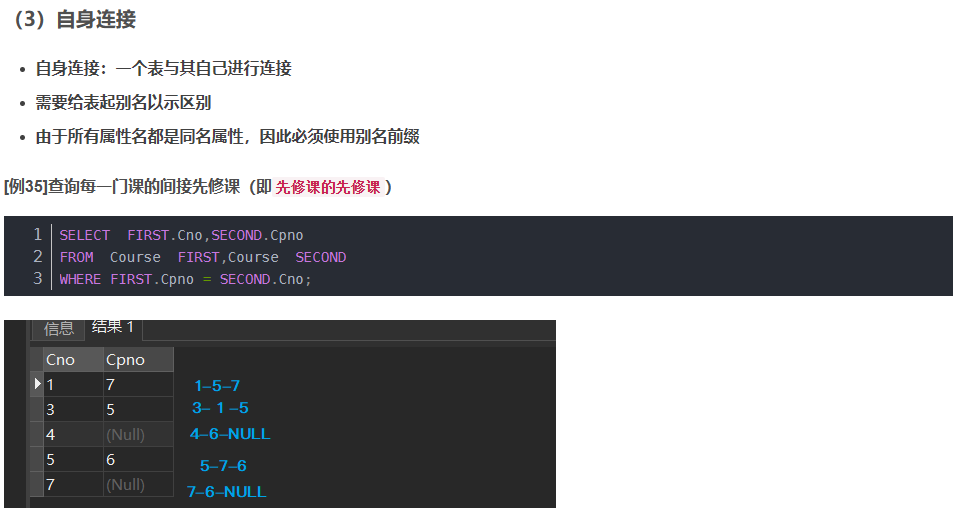 （3）自身连接
• 自身连接：一个表与其自己进行连接
• 需要给表起别名以示区别
• 由于所有属性名都是同名属性，因此必须使用别名前缀
[例35]查询每一门课的间接先修课（即 先修课的先修课 ）
1 SELECT  FIRST.Cno,SECOND.Cpno
2 FROM  Course  FIRST,Course  SECOND
3 WHERE FIRST.Cpno = SECOND.Cno;
信息 结果 1
Cno Cpno
1 7 1–5–7
3 5 3– 1 –5
4 (Null) 4–6–NULL
5 6 5–7–6
7 (Null) 7–6–NULL